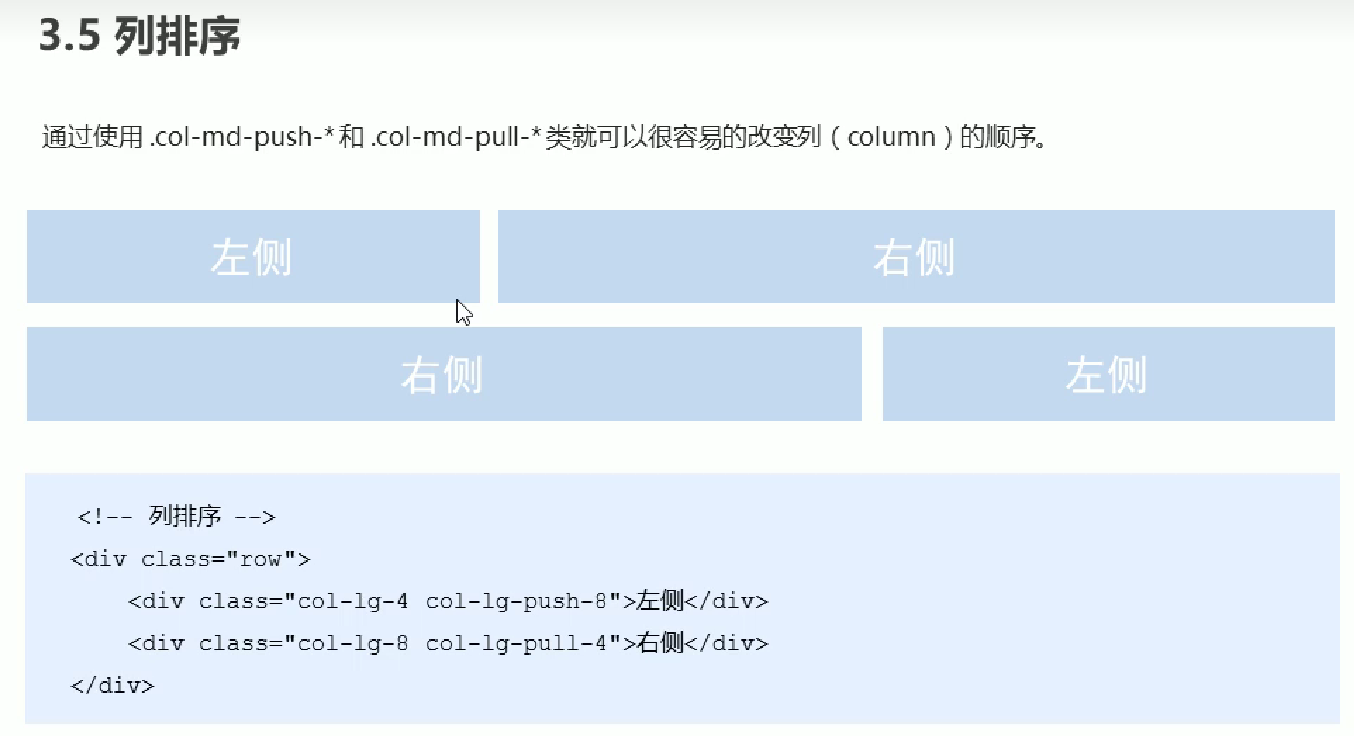 3.5 列排序
通过使用 .col-md-push-* 和 .col-md-pull-* 类就可以很容易的改变列（column）的顺序。
左侧 右侧
右侧 左侧
<!-- 列排序 -->
<div class="row">
    <div class="col-lg-4 col-lg-push-8">左侧</div>
    <div class="col-lg-8 col-lg-pull-4">右侧</div>
</div>